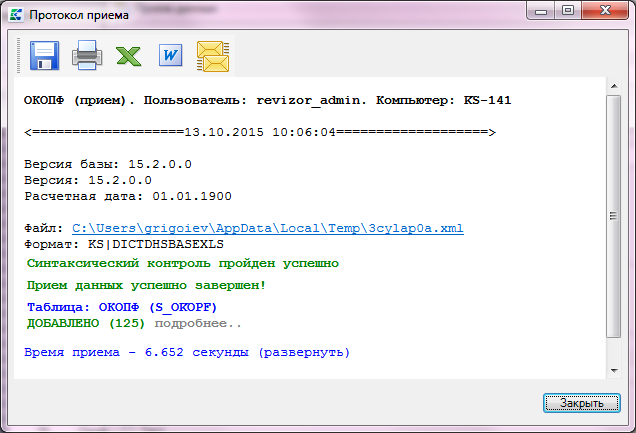 Протокол приема
ОКОПФ (прием). Пользователь: revizor_admin. Компьютер: KS-141
<===================13.10.2015 10:06:04===================>
Версия базы: 15.2.0.0
Версия: 15.2.0.0
Расчетная дата: 01.01.1900
Файл: C:\Users\grigoiev\AppData\Local\Temp\3cylap0a.xml
Формат: KS|DICTDHSBASEXLS
Синтаксический контроль пройден успешно
Прием данных успешно завершен!
Таблица: ОКОПФ (S_OKOPF)
ДОБАВЛЕНО (125) подробнее..
Время приема - 6.652 секунды (развернуть)
Закрыть